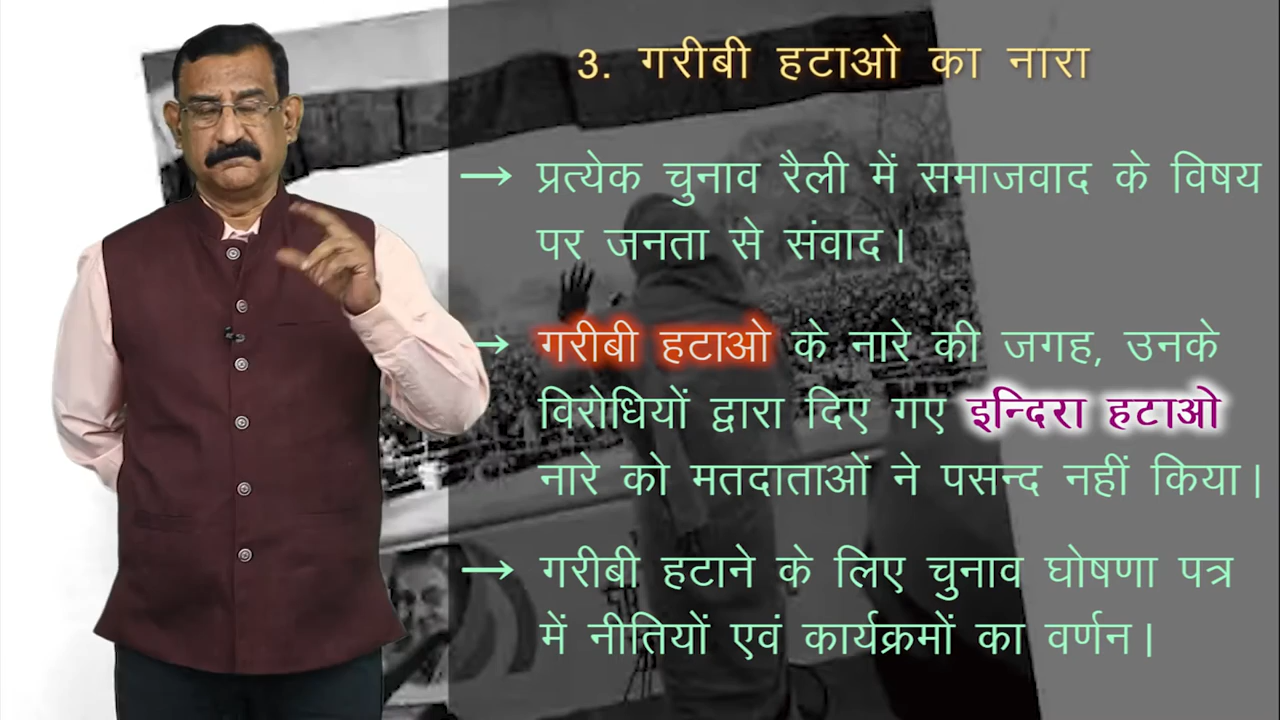 3. गरीबी हटाओ का नारा
→ प्रत्येक चुनाव रैली में समाजवाद के विषय
पर जनता से संवाद।
→ गरीबी हटाओ के नारे की जगह, उनके
विरोधियों द्वारा दिए गए इन्दिरा हटाओ
नारे को मतदाताओं ने पसन्द नहीं किया।
→ गरीबी हटाने के लिए चुनाव घोषणा पत्र
में नीतियों एवं कार्यक्रमों का वर्णन।